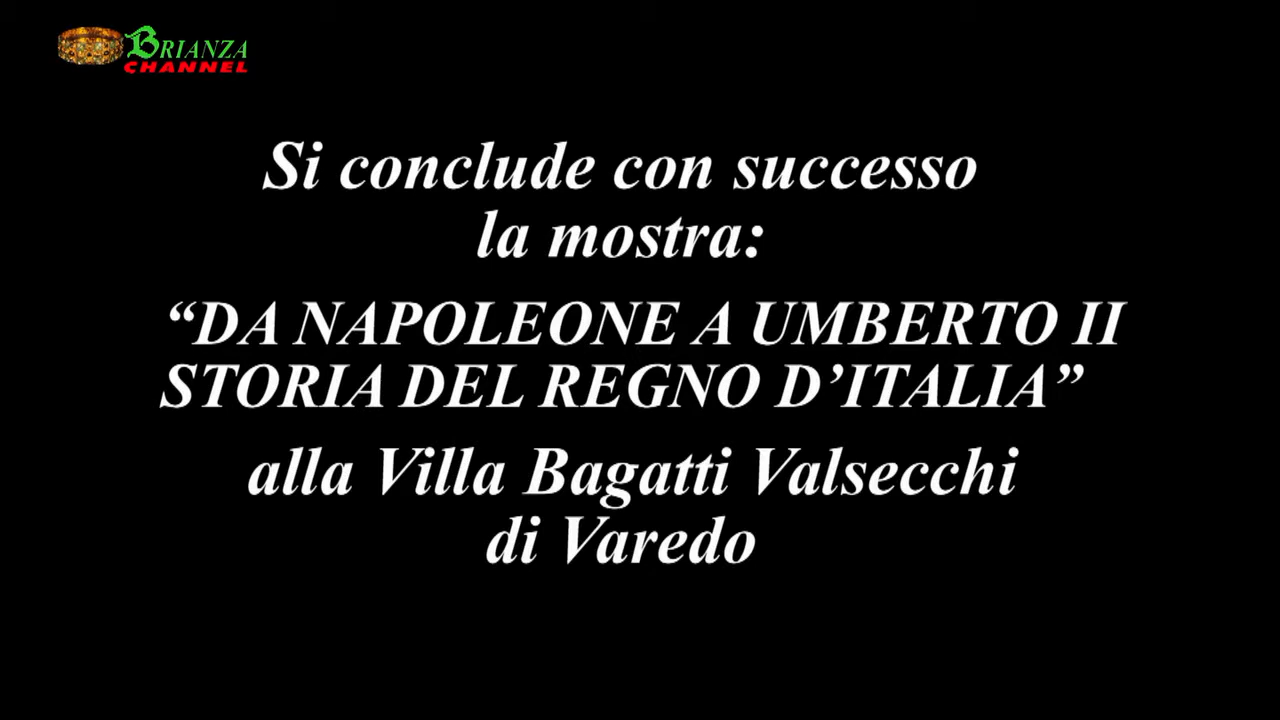 BRIANZA
CHANNEL
Si conclude con successo
la mostra:
“DA NAPOLEONE A UMBERTO II
STORIA DEL REGNO D’ITALIA”
alla Villa Bagatti Valsecchi
di Varedo